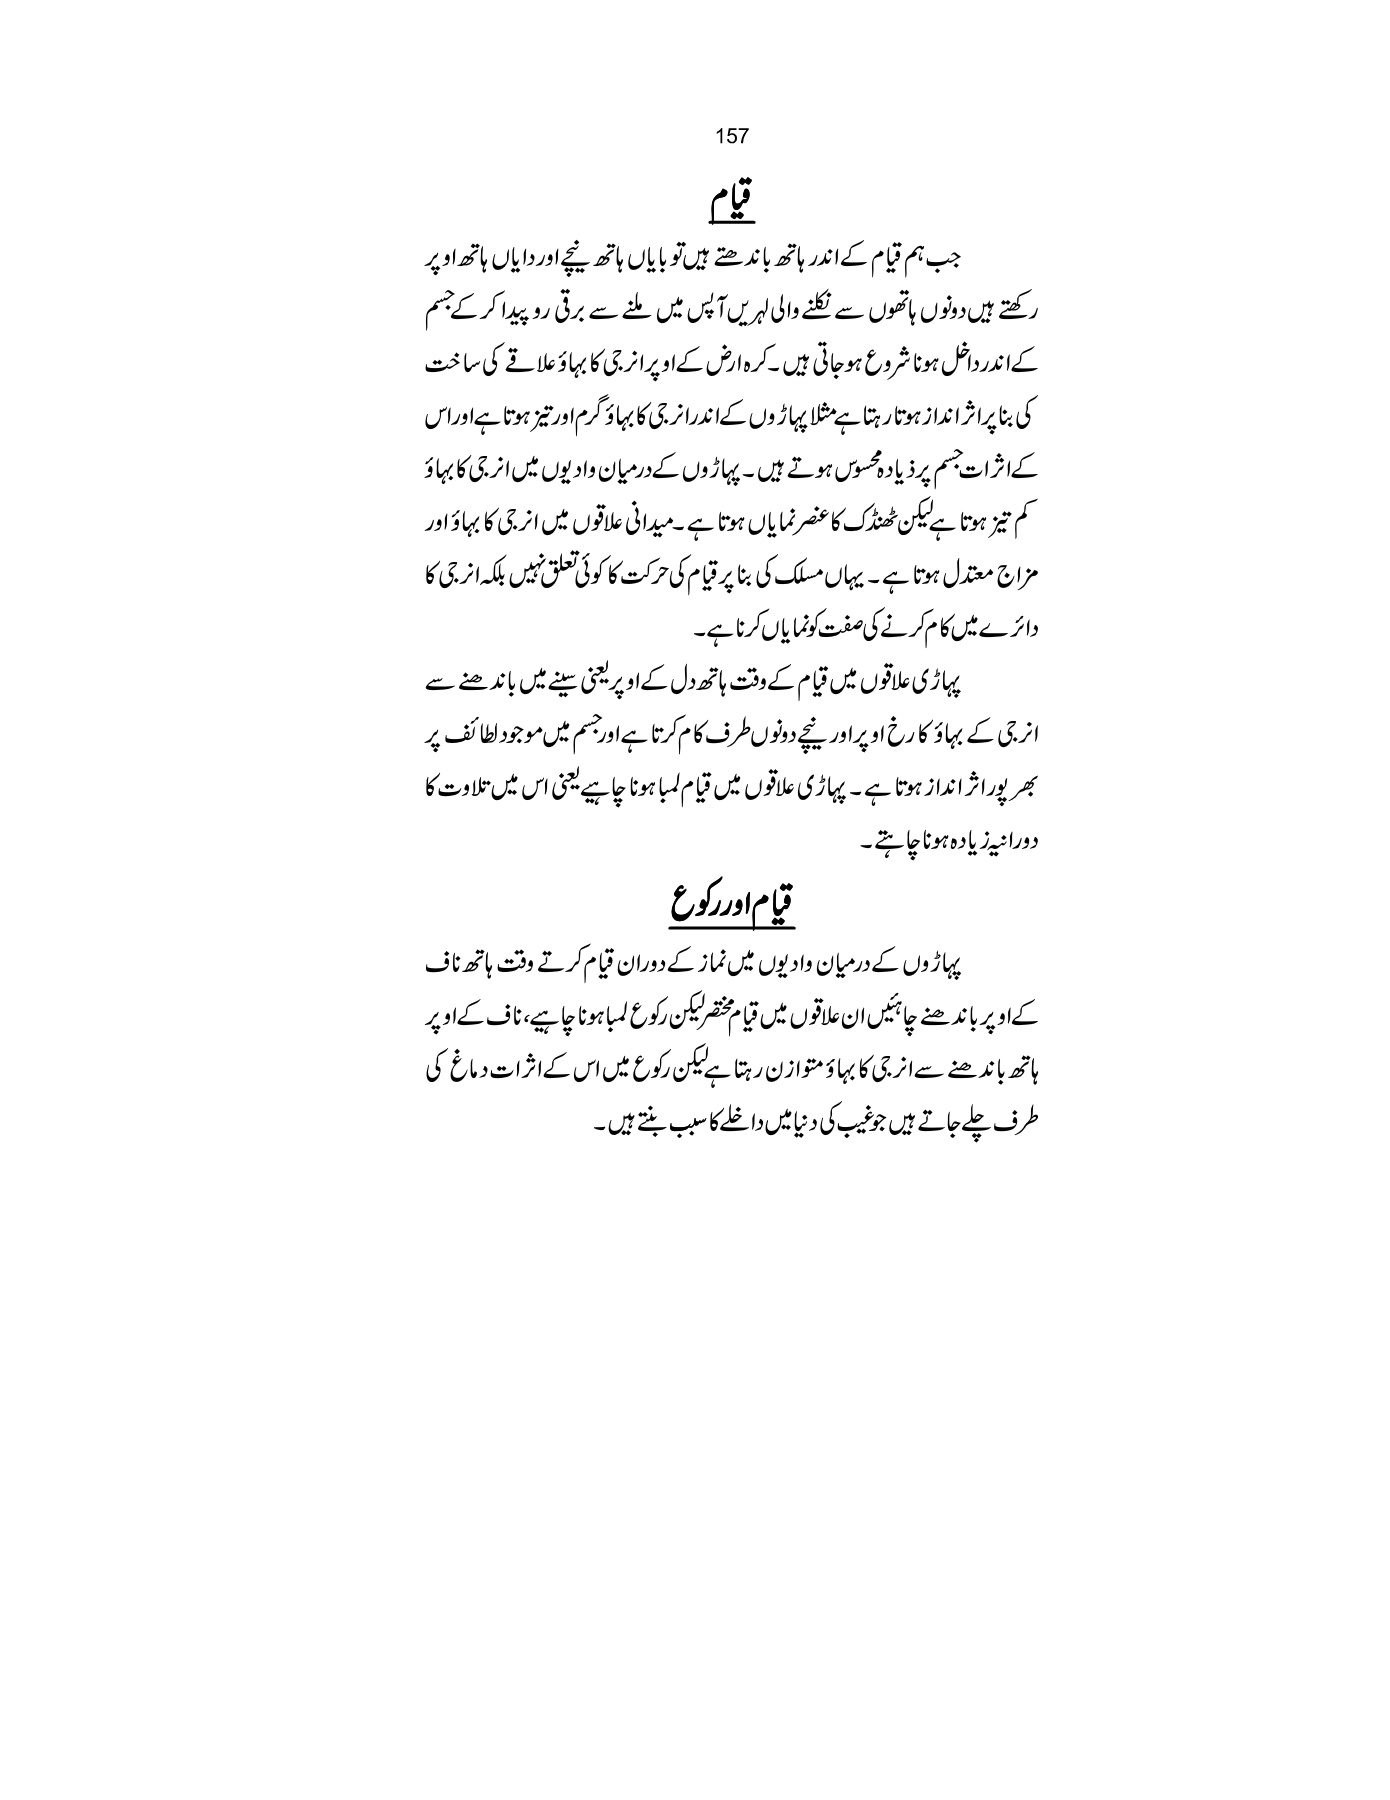 157
قیام
جب ہم قیام کے اندر ہاتھ باندھتے ہیں تو بایاں ہاتھ نیچے اور دایاں ہاتھ اوپر
رکھتے ہیں دونوں ہاتھوں سے نکلنے والی لہریں آپس میں ملنے سے برقی رو پیدا کر کے جسم
کے اندر داخل ہونا شروع ہو جاتی ہیں ۔ کرہ ارض کے اوپر انرجی کا بہاؤ علاقے کی ساخت
کی بنا پر اثر انداز ہوتا رہتا ہے مثلا پہاڑوں کے اندر انرجی کا بہاؤ گرم اور تیز ہوتا ہے اور اس
کے اثرات جسم پر ذیادہ محسوس ہوتے ہیں ۔ پہاڑوں کے درمیان وادیوں میں انرجی کا بہاؤ
کم تیز ہوتا ہے لیکن ٹھنڈک کا عنصر نمایاں ہوتا ہے ۔ میدانی علاقوں میں انرجی کا بہاؤ اور
مزاج معتدل ہوتا ہے ۔ یہاں مسلک کی بنا پر قیام کی حرکت کا کوئی تعلق نہیں بلکہ انرجی کا
دائرے میں کام کرنے کی صفت کو نمایاں کرنا ہے ۔
پہاڑی علاقوں میں قیام کے وقت ہاتھ دل کے اوپر یعنی سینے میں باندھنے سے
انرجی کے بہاؤ کا رخ اوپر اور نیچے دونوں طرف کام کرتا ہے اور جسم میں موجود لطائف پر
بھر پور اثر انداز ہوتا ہے ۔ پہاڑی علاقوں میں قیام لمبا ہونا چاہیے یعنی اس میں تلاوت کا
دورانیہ زیادہ ہونا چاہتے ۔
قیام اور رکوع
پہاڑوں کے درمیان وادیوں میں نماز کے دوران قیام کرتے وقت ہاتھ ناف
کے اوپر باندھنے چاہئیں ان علاقوں میں قیام مختصر لیکن رکوع لمبا ہونا چاہیے، ناف کے اوپر
ہاتھ باندھنے سے انرجی کا بہاؤ متوازن رہتا ہے لیکن رکوع میں اس کے اثرات دماغ کی
طرف چلے جاتے ہیں جو غیب کی دنیا میں داخلے کا سبب بنتے ہیں ۔